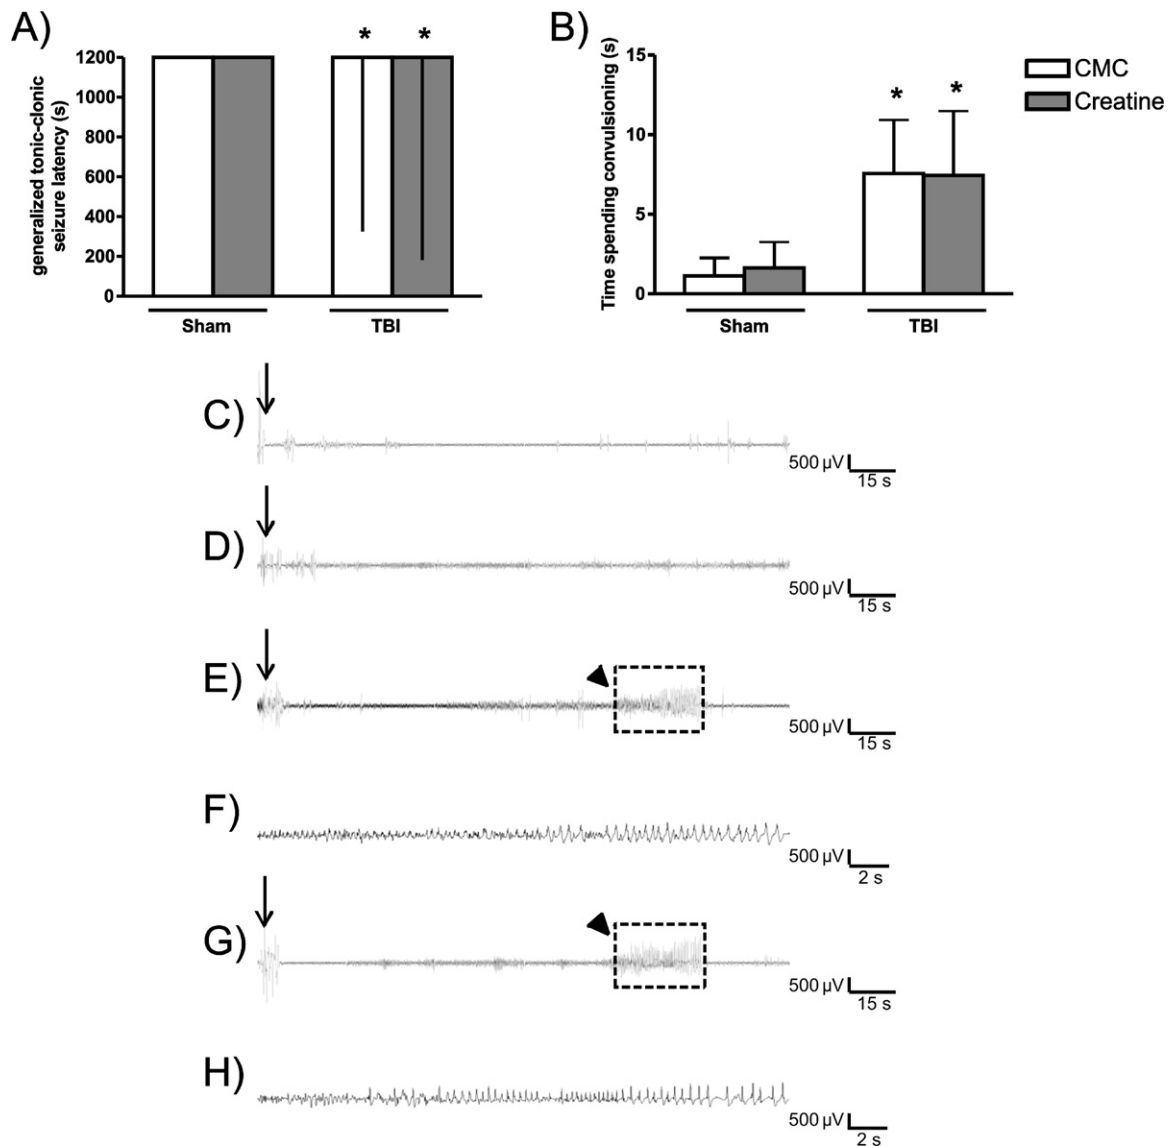 A)
* *
generalized tonic-clonic
seizure latency (s)
1200
1000
800
600
400
200
0
Sham TBI
B)
* *
Time spending convulsioning (s)
15
10
5
0
Sham TBI
CMC
Creatine
C)
500 µV
15 s
D)
500 µV
15 s
E)
500 µV
15 s
F)
500 µV
2 s
G)
500 µV
15 s
H)
500 µV
2 s